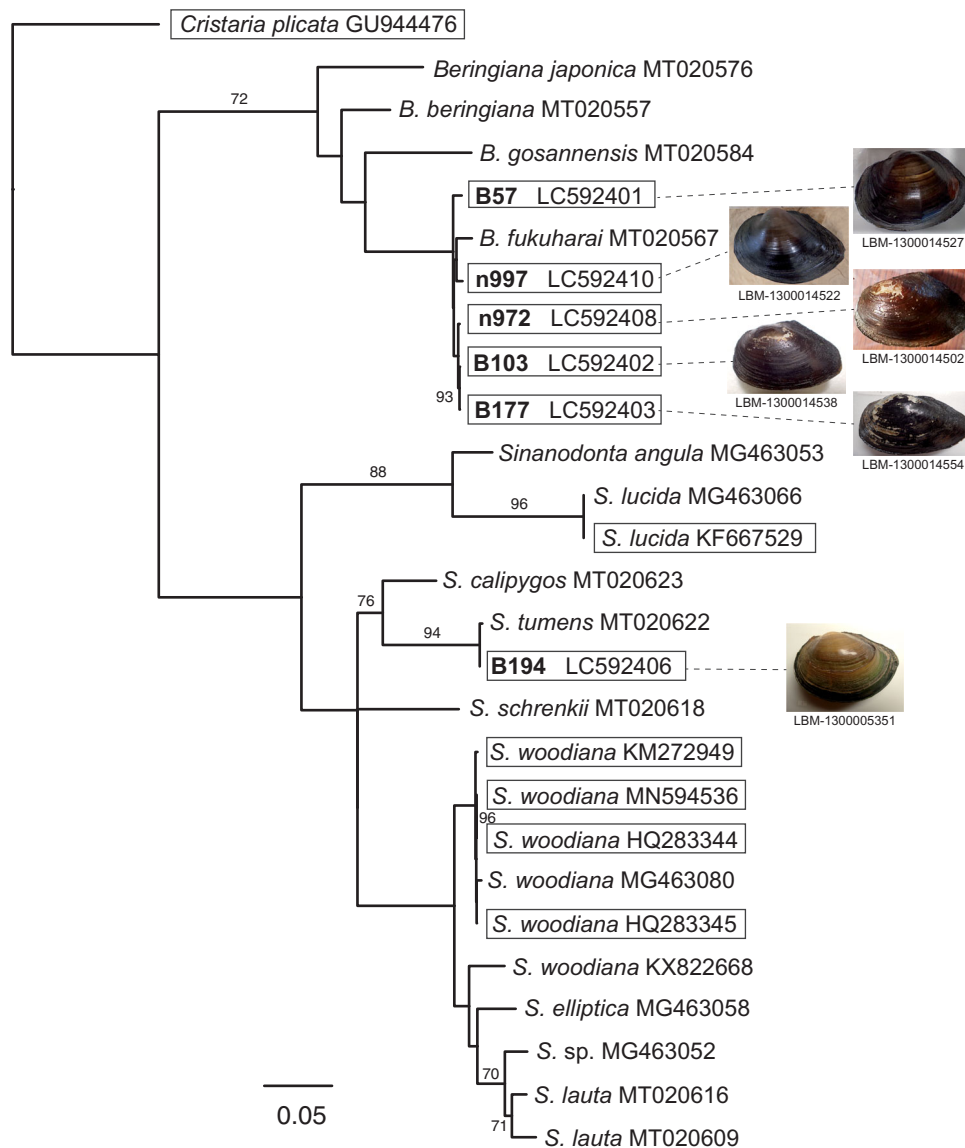 Cristaria plicata GU944476
Beringiana japonica MT020576
72
B. beringiana MT020557
B. gosannensis MT020584
B57 LC592401
LBM-1300014527
B. fukuharai MT020567
n997 LC592410
LBM-1300014522
n972 LC592408
LBM-1300014502
B103 LC592402
LBM-1300014538
93
B177 LC592403
LBM-1300014554
Sinanodonta angula MG463053
88
S. lucida MG463066
96
S. lucida KF667529
S. calipygos MT020623
76
S. tumens MT020622
94
B194 LC592406
LBM-1300005351
S. schrenkii MT020618
S. woodiana KM272949
S. woodiana MN594536
96
S. woodiana HQ283344
S. woodiana MG463080
S. woodiana HQ283345
S. woodiana KX822668
S. elliptica MG463058
S. sp. MG463052
70
S. lauta MT020616
71
S. lauta MT020609
0.05